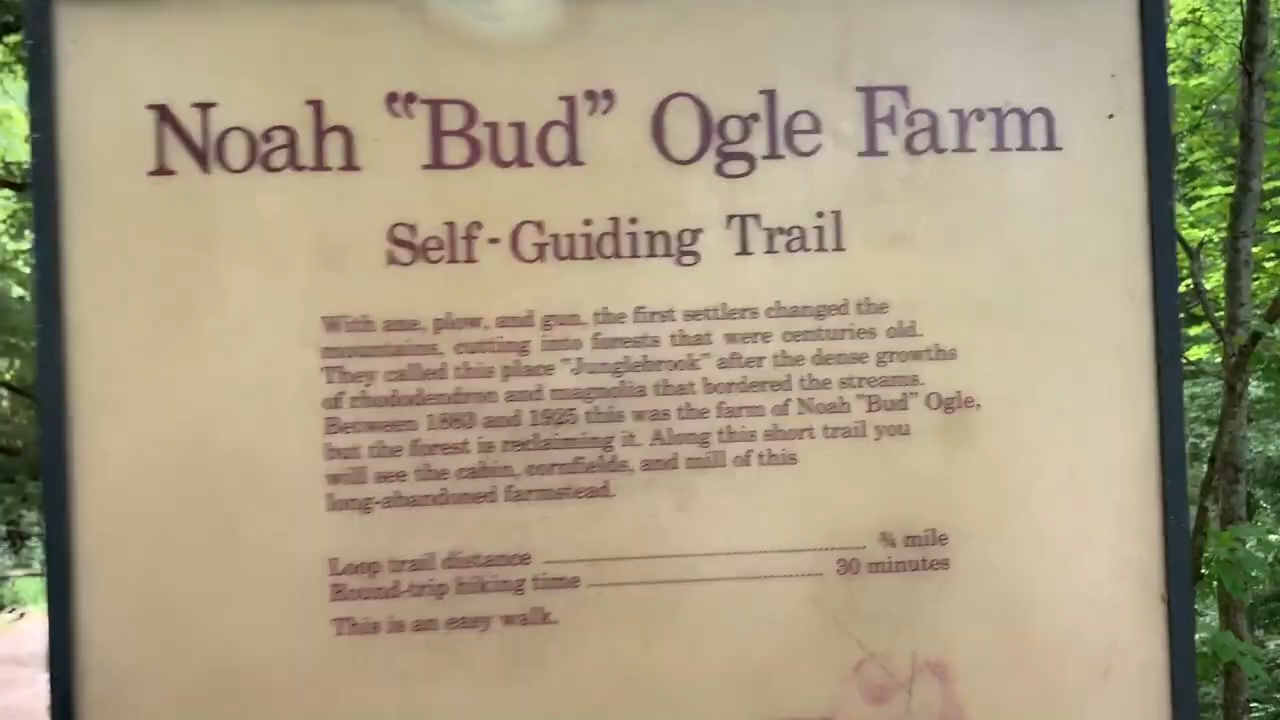 Noah “Bud” Ogle Farm
Self-Guiding Trail
With axe, plow, and gun, the first settlers changed the
mountains, cutting into forests that were centuries old.
They called this place "Junglebrook" after the dense growths
of rhododendron and magnolia that bordered the streams.
Between 1883 and 1925 this was the farm of Noah "Bud" Ogle,
but the forest is reclaiming it. Along this short trail you
will see the cabin, cornfields, and mill of this
long-abandoned farmstead.
Loop trail distance ¾ mile
Round-trip hiking time 30 minutes
This is an easy walk.